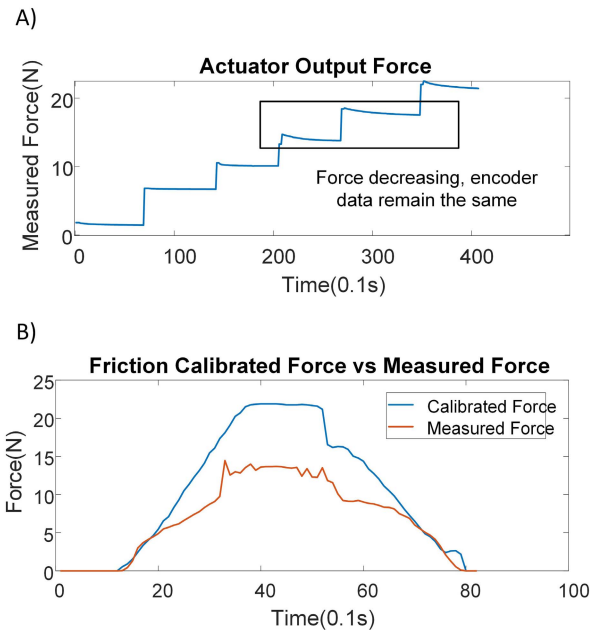 A)
Actuator Output Force
Measured Force(N)
20
10
0
Force decreasing, encoder
data remain the same
0 100 200 300 400
Time(0.1s)
B)
Friction Calibrated Force vs Measured Force
Force(N)
25
20
15
10
5
0
Calibrated Force
Measured Force
0 20 40 60 80 100
Time(0.1s)